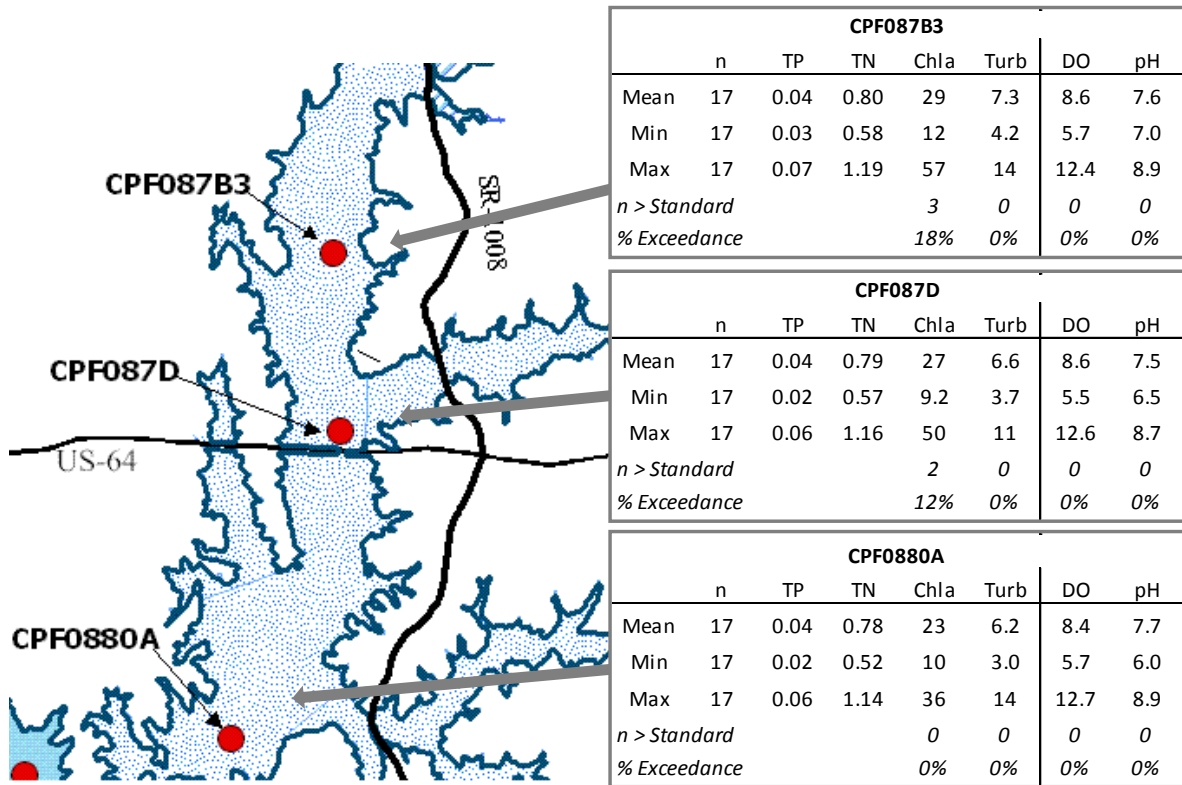 CPF087B3
n TP TN Chla Turb DO pH
Mean 17 0.04 0.80 29 7.3 8.6 7.6
Min 17 0.03 0.58 12 4.2 5.7 7.0
Max 17 0.07 1.19 57 14 12.4 8.9
n > Standard 3 0 0 0
% Exceedance 18% 0% 0% 0%
CPF087D
n TP TN Chla Turb DO pH
Mean 17 0.04 0.79 27 6.6 8.6 7.5
Min 17 0.02 0.57 9.2 3.7 5.5 6.5
Max 17 0.06 1.16 50 11 12.6 8.7
n > Standard 2 0 0 0
% Exceedance 12% 0% 0% 0%
CPF0880A
n TP TN Chla Turb DO pH
Mean 17 0.04 0.78 23 6.2 8.4 7.7
Min 17 0.02 0.52 10 3.0 5.7 6.0
Max 17 0.06 1.14 36 14 12.7 8.9
n > Standard 0 0 0 0
% Exceedance 0% 0% 0% 0%
CPF087B3
SR-1008
CPF087D
US-64
CPF0880A